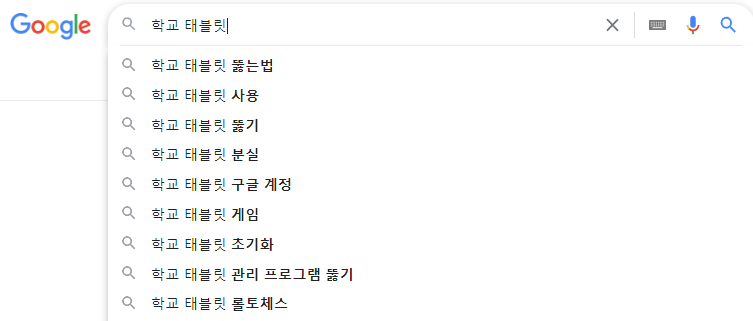 Google
학교 태블릿
학교 태블릿 뚫는법
학교 태블릿 사용
학교 태블릿 뚫기
학교 태블릿 분실
학교 태블릿 구글 계정
학교 태블릿 게임
학교 태블릿 초기화
학교 태블릿 관리 프로그램 뚫기
학교 태블릿 롤토체스